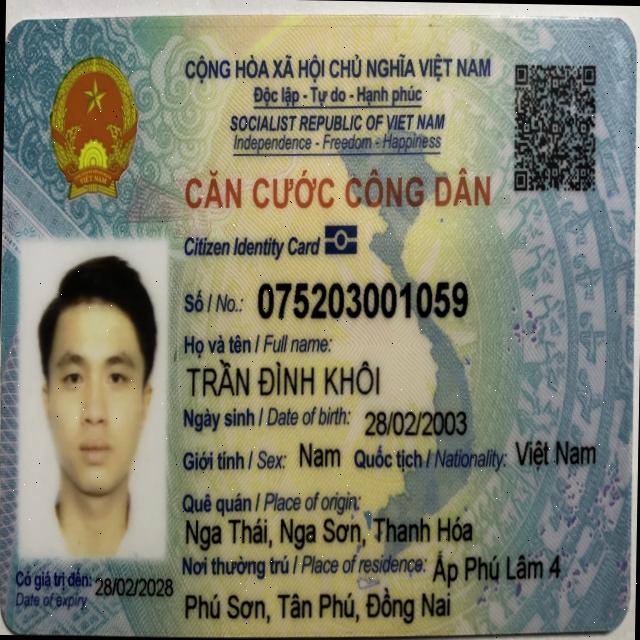 CỘNG HÒA XÃ HỘI CHỦ NGHĨA VIỆT NAM
Độc lập - Tự do - Hạnh phúc
SOCIALIST REPUBLIC OF VIET NAM
Independence - Freedom - Happiness
CĂN CƯỚC CÔNG DÂN
Citizen Identity Card
Số / No.: 075203001059
Họ và tên / Full name:
TRẦN ĐÌNH KHÔI
Ngày sinh / Date of birth: 28/02/2003
Giới tính / Sex: Nam Quốc tịch / Nationality: Việt Nam
Quê quán / Place of origin:
Nga Thái, Nga Sơn, Thanh Hóa
Nơi thường trú / Place of residence: Ấp Phú Lâm 4
Phú Sơn, Tân Phú, Đồng Nai
Có giá trị đến: 28/02/2028
Date of expiry
VIỆT NAM